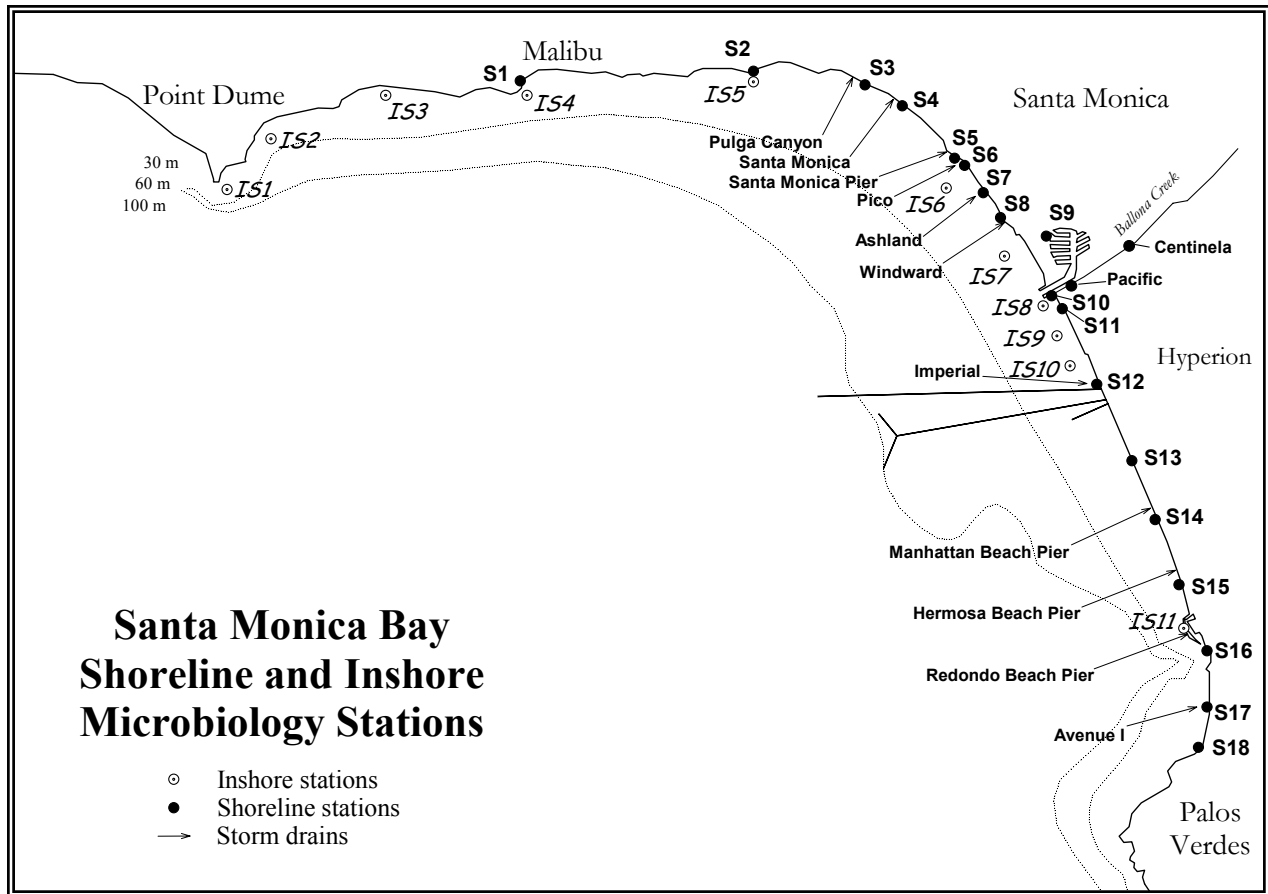 Malibu
S1
S2
S3
Point Dume
IS3
IS4
IS5
S4
Santa Monica
IS2
Pulga Canyon
Santa Monica
Santa Monica Pier
S5
S6
30 m
60 m
100 m
IS1
Pico
IS6
S7
S8
Ashland
Windward
S9
Ballona Creek
Centinela
IS7
Pacific
IS8
S10
S11
IS9
Hyperion
IS10
Imperial
S12
S13
S14
Manhattan Beach Pier
S15
Hermosa Beach Pier
IS11
S16
Redondo Beach Pier
S17
Avenue I
S18
Palos
Verdes
Santa Monica Bay
Shoreline and Inshore
Microbiology Stations
Inshore stations
Shoreline stations
Storm drains